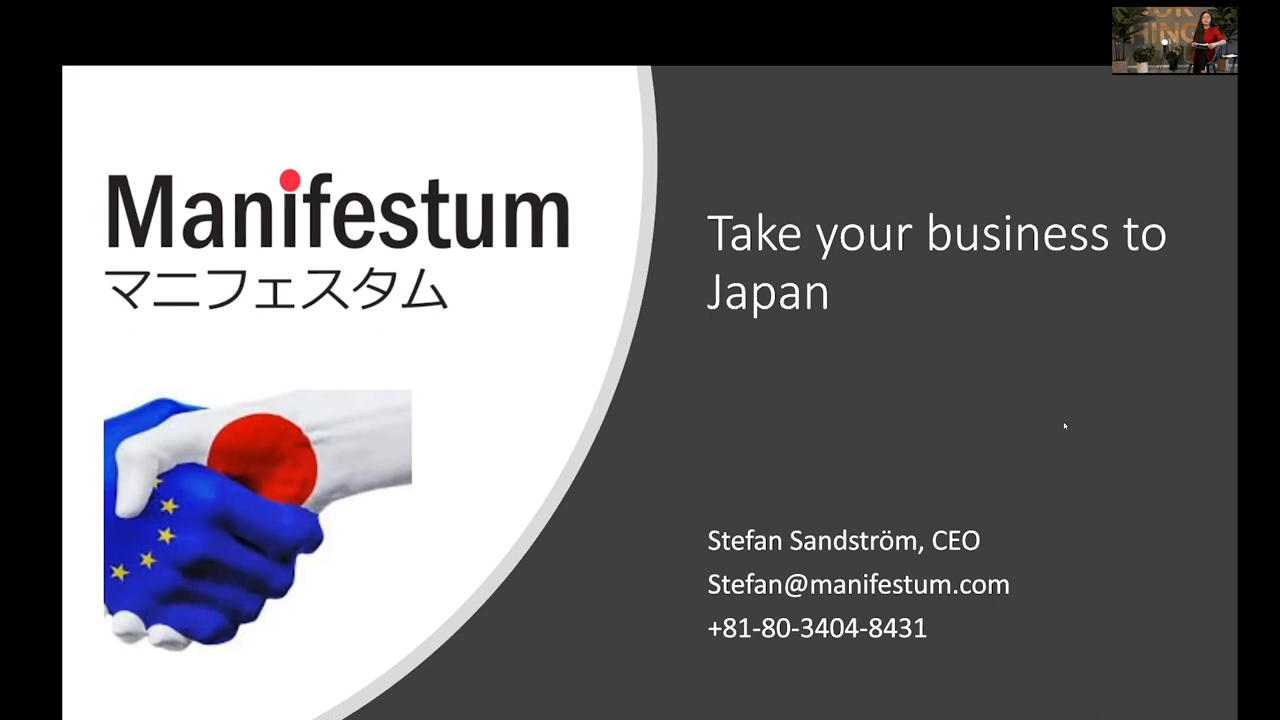 Manifestum
マニフェスタム
Take your business to
Japan
Stefan Sandström, CEO
Stefan@manifestum.com
+81-80-3404-8431